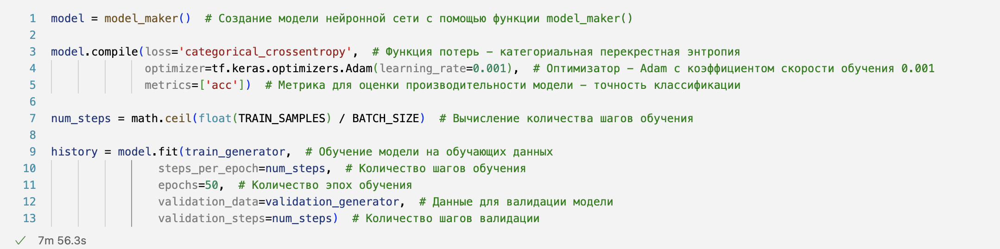 1 model = model_maker()  # Создание модели нейронной сети с помощью функции model_maker()
2
3 model.compile(loss='categorical_crossentropy',  # Функция потерь – категориальная перекрестная энтропия
4               optimizer=tf.keras.optimizers.Adam(learning_rate=0.001),  # Оптимизатор – Adam с коэффициентом скорости обучения 0.001
5               metrics=['acc'])  # Метрика для оценки производительности модели – точность классификации
6
7 num_steps = math.ceil(float(TRAIN_SAMPLES) / BATCH_SIZE)  # Вычисление количества шагов обучения
8
9 history = model.fit(train_generator,  # Обучение модели на обучающих данных
10                 steps_per_epoch=num_steps,  # Количество шагов обучения
11                 epochs=50,  # Количество эпох обучения
12                 validation_data=validation_generator,  # Данные для валидации модели
13                 validation_steps=num_steps)  # Количество шагов валидации
✓ 7m 56.3s